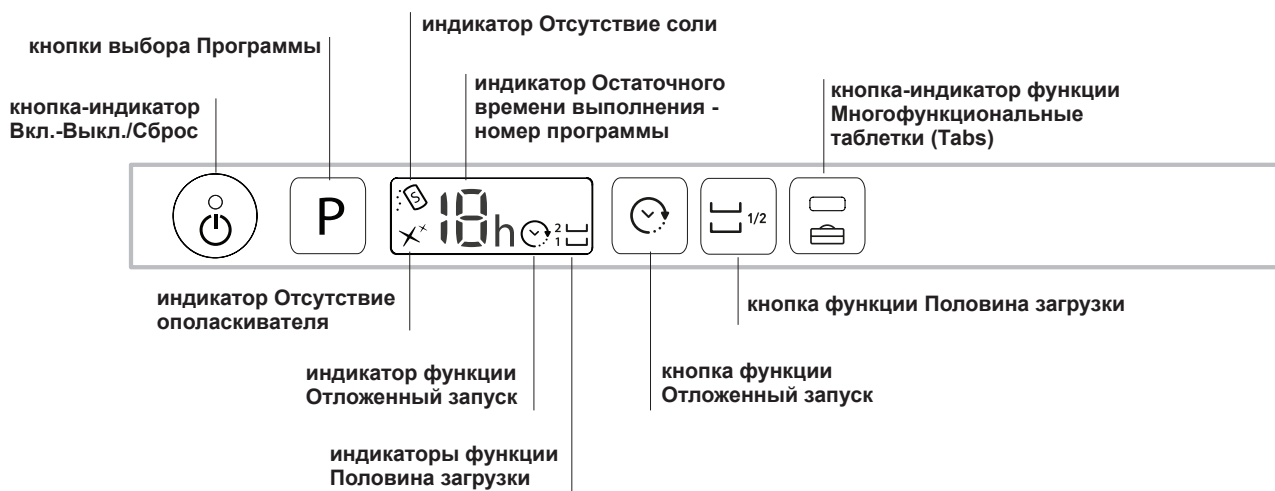 индикатор Отсутствие соли
кнопки выбора Программы
индикатор Остаточного
времени выполнения -
номер программы
кнопка-индикатор функции
Многофункциональные
таблетки (Tabs)
кнопка-индикатор
Вкл.-Выкл./Сброс
P
S
18h
2
1
1/2
индикатор Отсутствие
ополаскивателя
кнопка функции Половина загрузки
индикатор функции
Отложенный запуск
кнопка функции
Отложенный запуск
индикаторы функции
Половина загрузки